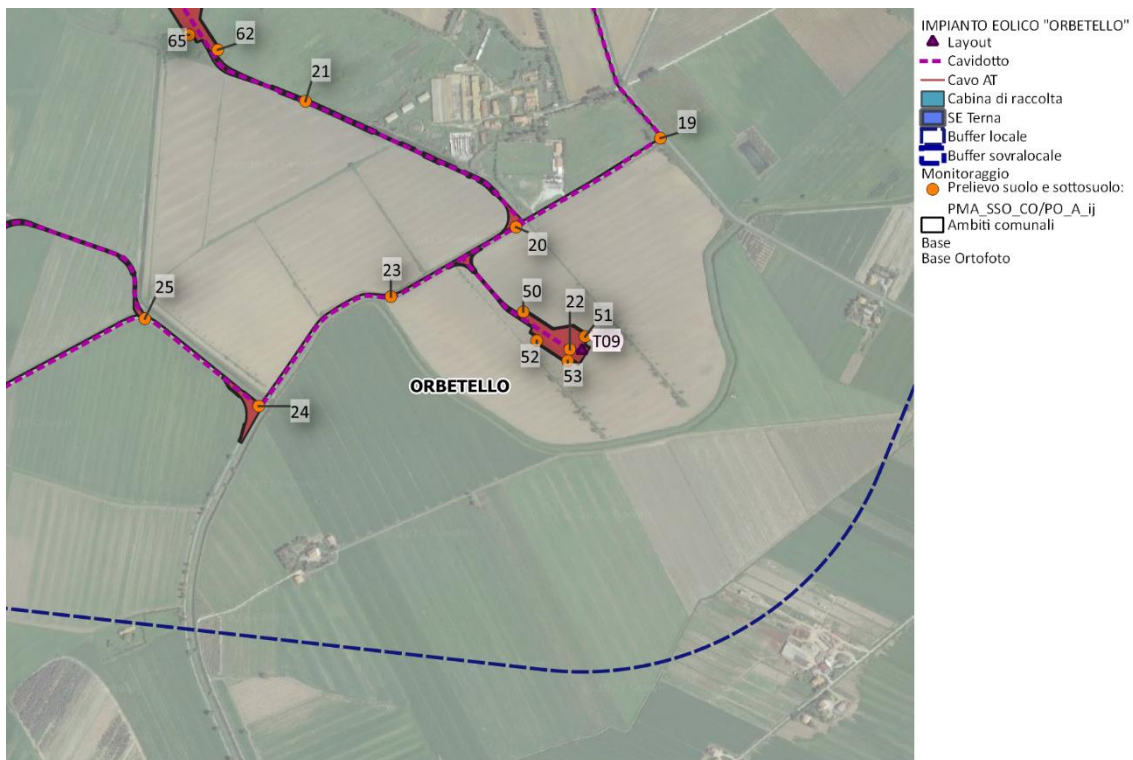 65
62
21
19
20
23
25
50
22
51
T09
52
53
ORBETELLO
24
IMPIANTO EOLICO "ORBETELLO"
Layout
Cavidotto
Cavo AT
Cabina di raccolta
SE Terna
Buffer locale
Buffer sovralocale
Monitoraggio
Prelievo suolo e sottosuolo:
PMA_SSO_CO/PO_A_ij
Ambiti comunali
Base
Base Ortofoto